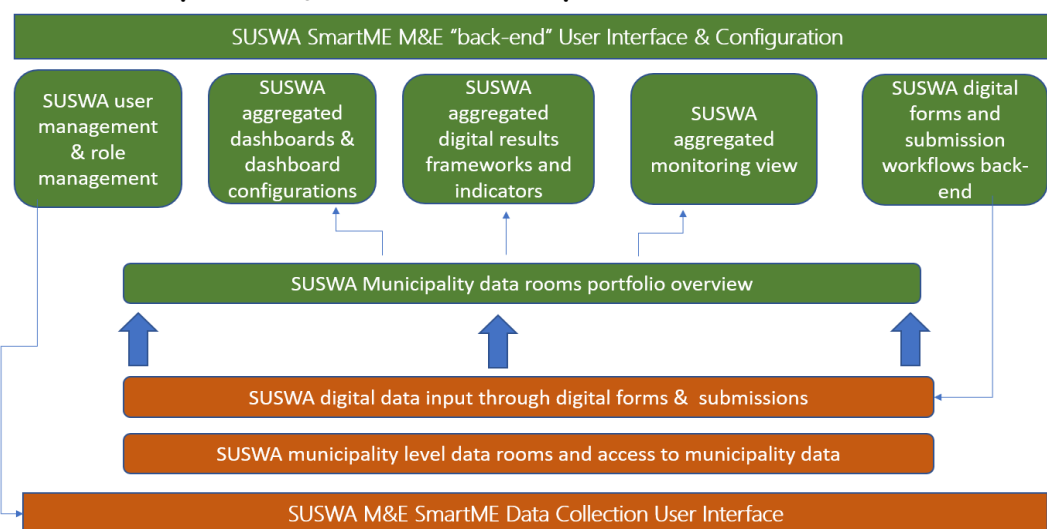 SUSWA SmartME M&E “back-end” User Interface & Configuration
SUSWA user
management
& role
management
SUSWA
aggregated
dashboards &
dashboard
configurations
SUSWA
aggregated
digital results
frameworks and
indicators
SUSWA
aggregated
monitoring view
SUSWA digital
forms and
submission
workflows back-
end
SUSWA Municipality data rooms portfolio overview
SUSWA digital data input through digital forms & submissions
SUSWA municipality level data rooms and access to municipality data
SUSWA M&E SmartME Data Collection User Interface